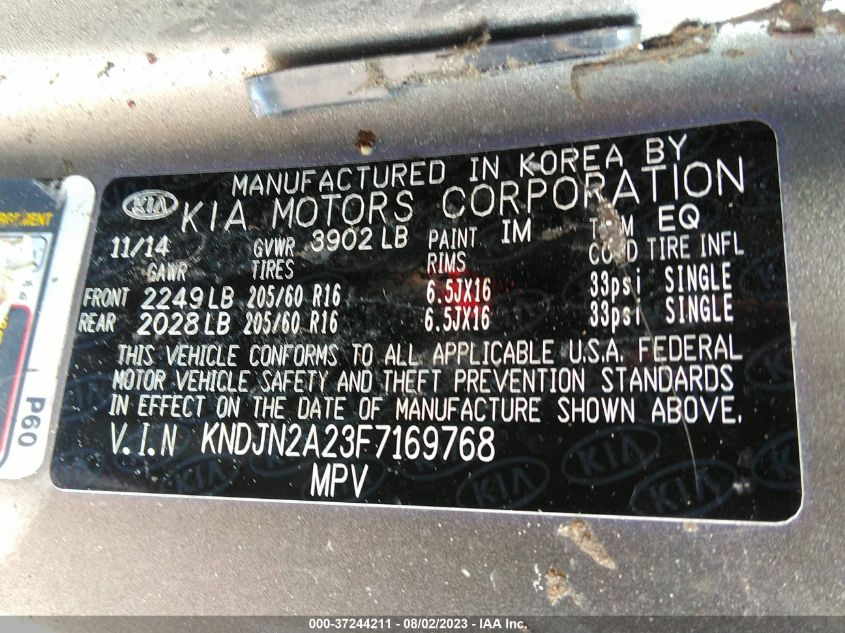 MANUFACTURED IN KOREA BY
KIA KIA MOTORS CORPORATION
11/14 GVWR 3902 LB PAINT IM EQ
GAWR TIRES RIMS TIRE INFL
FRONT 2249 LB 205/60 R16 6.5JX16 33psi SINGLE
REAR 2028 LB 205/60 R16 6.5JX16 33psi SINGLE
THIS VEHICLE CONFORMS TO ALL APPLICABLE U.S.A. FEDERAL
MOTOR VEHICLE SAFETY AND THEFT PREVENTION STANDARDS
IN EFFECT ON THE DATE OF MANUFACTURE SHOWN ABOVE.
V.I.N KNDJN2A23F7169768
MPV
P60
000-37244211 - 08/02/2023 - IAA Inc.